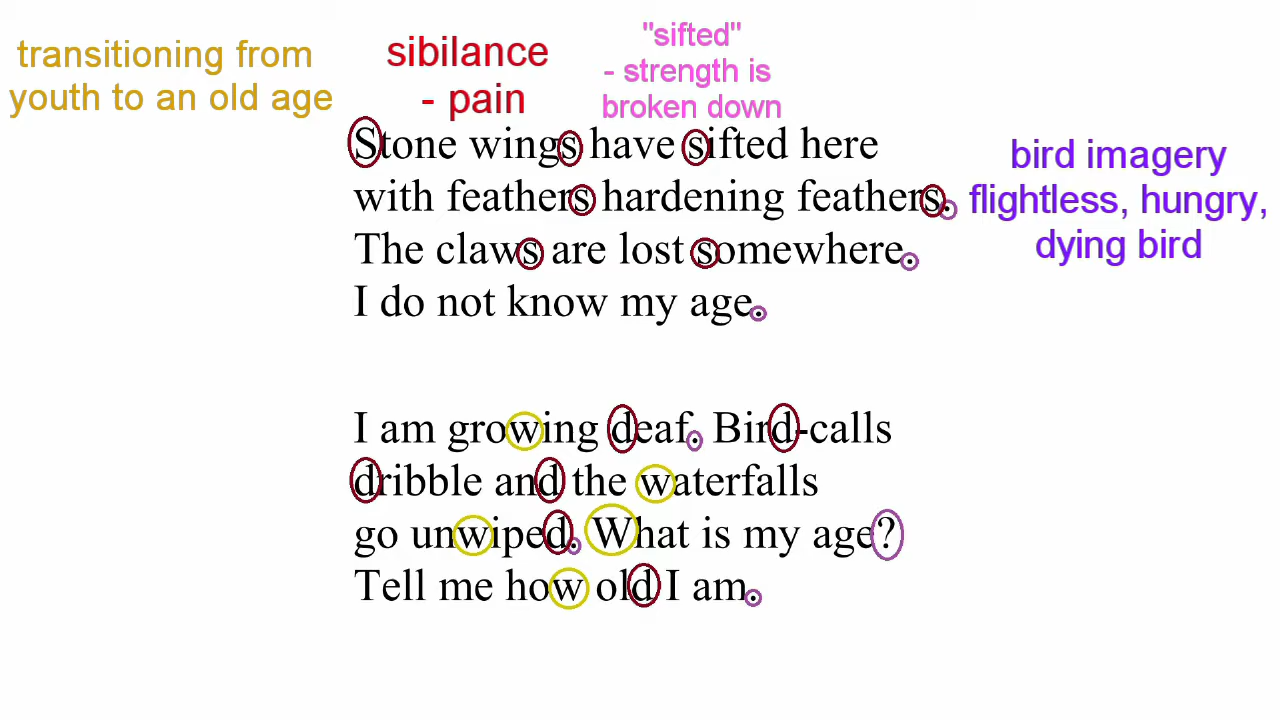 transitioning from
youth to an old age
sibilance
- pain
"sifted"
- strength is
broken down
bird imagery
flightless, hungry,
dying bird
Stone wings have sifted here
with feathers hardening feathers.
The claws are lost somewhere.
I do not know my age.
I am growing deaf. Bird-calls
dribble and the waterfalls
go unwiped. What is my age?
Tell me how old I am.